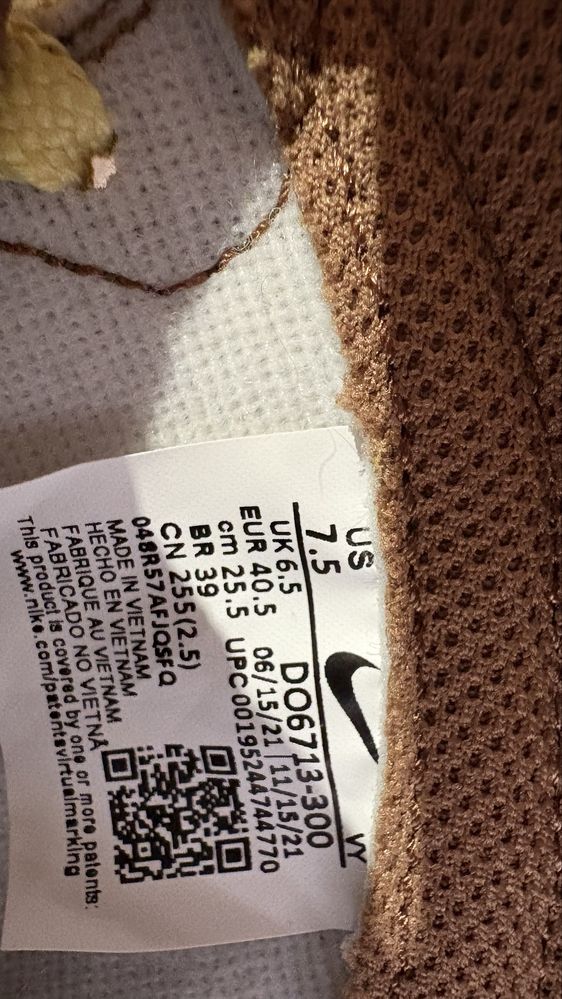 US
7.5
VY
UK 6.5
DO6713-300
EUR 40.5 06/15/21 | 11/15/21
cm 25.5 UPC 00195244744770
BR 39
CN 255(2.5)
048R57AFJQSFQ
MADE IN VIETNAM
HECHO EN VIETNAM
FABRIQUE AU VIETNAM
FABRICADO NO VIETNÃ
This product is covered by one or more patents:
www.nike.com/patentsvirtualmarking